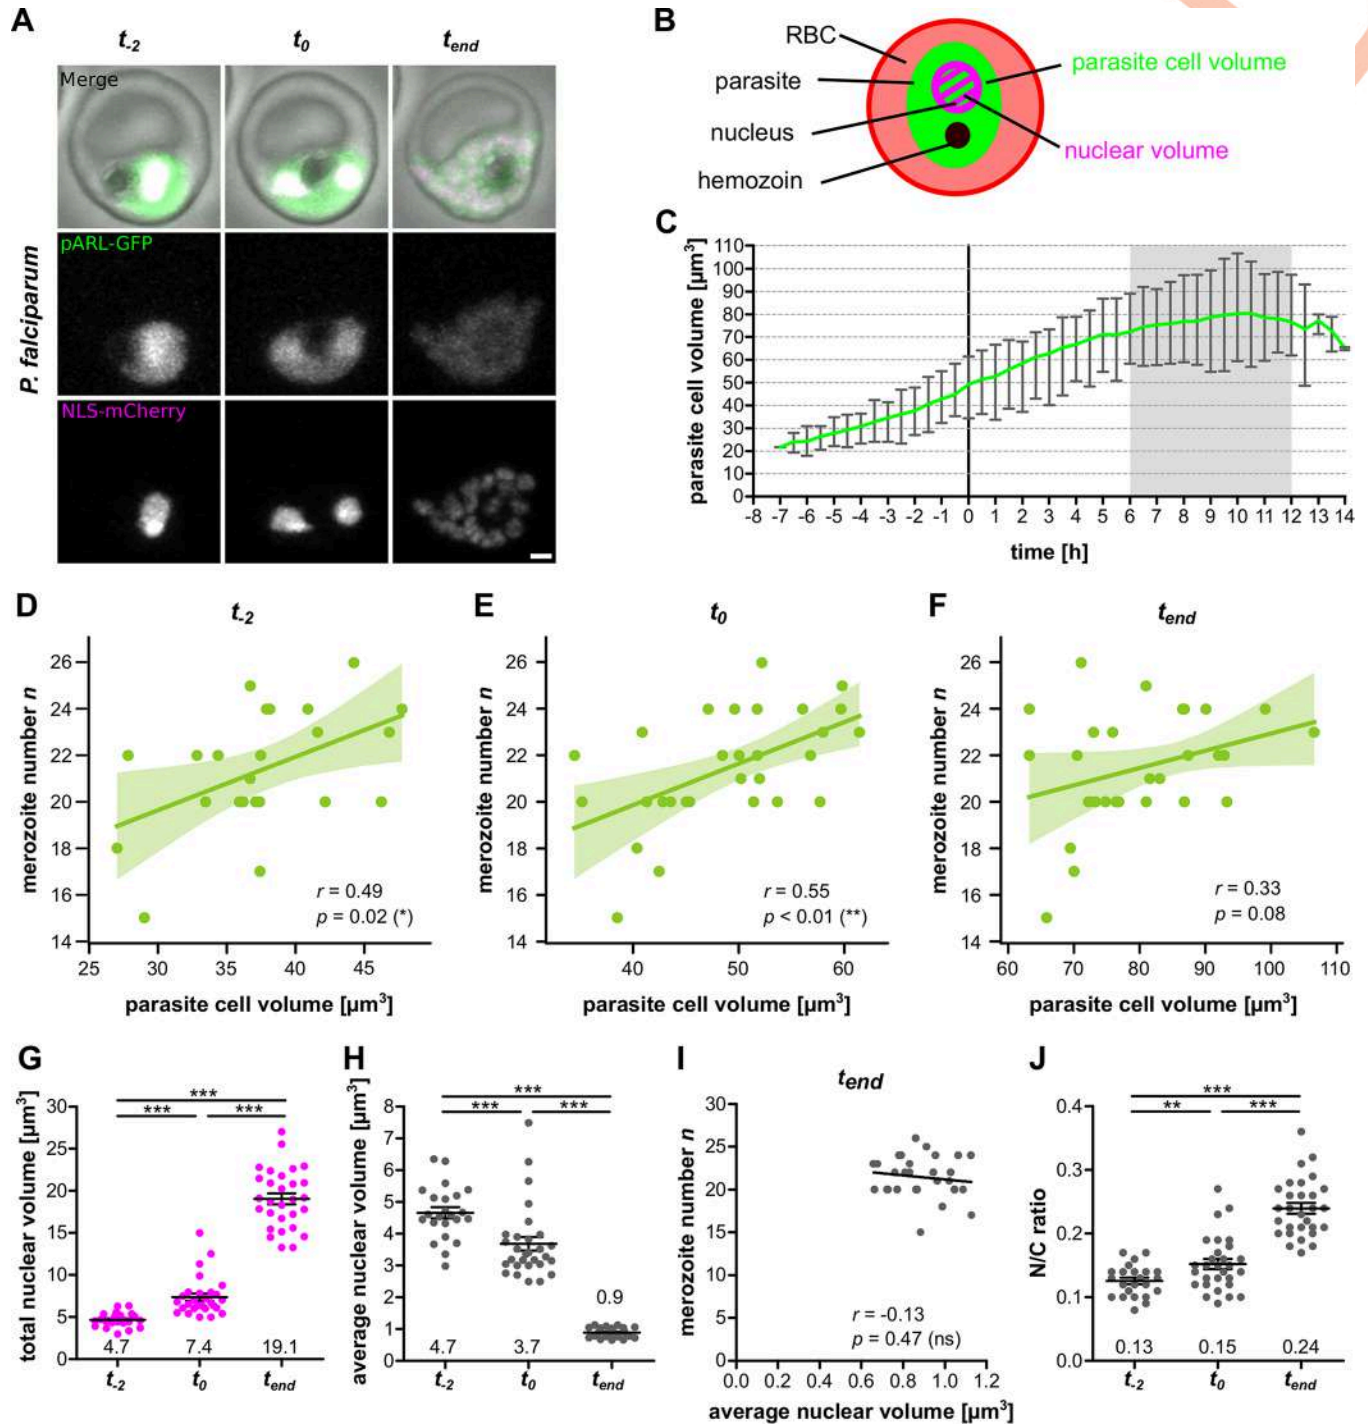 A
t-2
t0
tend
Merge
pARL-GFP
NLS-mCherry
P. falciparum
B
RBC
parasite
nucleus
hemozoin
parasite cell volume
nuclear volume
C
parasite cell volume [µm³]
110
100
90
80
70
60
50
40
30
20
10
0
-8 -7 -6 -5 -4 -3 -2 -1 0 1 2 3 4 5 6 7 8 9 10 11 12 13 14
time [h]
D
t-2
merozoite number n
26
24
22
20
18
16
14
r = 0.49
p = 0.02 (*)
25 30 35 40 45
parasite cell volume [µm³]
E
t0
merozoite number n
26
24
22
20
18
16
14
r = 0.55
p < 0.01 (**)
40 50 60
parasite cell volume [µm³]
F
tend
merozoite number n
26
24
22
20
18
16
14
r = 0.33
p = 0.08
60 70 80 90 100 110
parasite cell volume [µm³]
G
total nuclear volume [µm³]
***
*** ***
30
25
20
15
10
5
0
4.7 7.4 19.1
t-2 t0 tend
H
average nuclear volume [µm³]
***
*** ***
8
7
6
5
4
3
2
1
0
0.9
4.7 3.7
t-2 t0 tend
I
tend
merozoite number n
30
25
20
15
10
5
0
r = -0.13
p = 0.47 (ns)
0.0 0.2 0.4 0.6 0.8 1.0 1.2
average nuclear volume [µm³]
J
N/C ratio
***
** ***
0.4
0.3
0.2
0.1
0.0
0.13 0.15 0.24
t-2 t0 tend